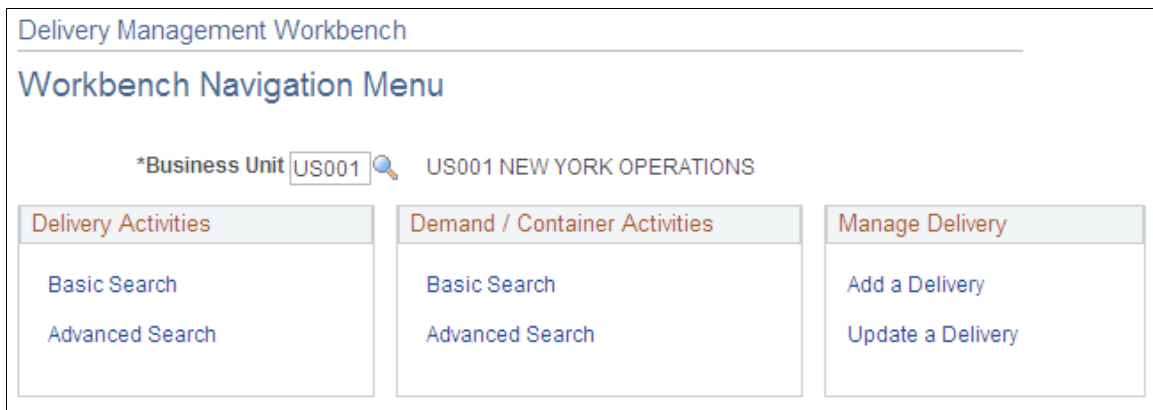 Delivery Management Workbench
Workbench Navigation Menu
*Business Unit US001 US001 NEW YORK OPERATIONS
Delivery Activities
Basic Search
Advanced Search
Demand / Container Activities
Basic Search
Advanced Search
Manage Delivery
Add a Delivery
Update a Delivery